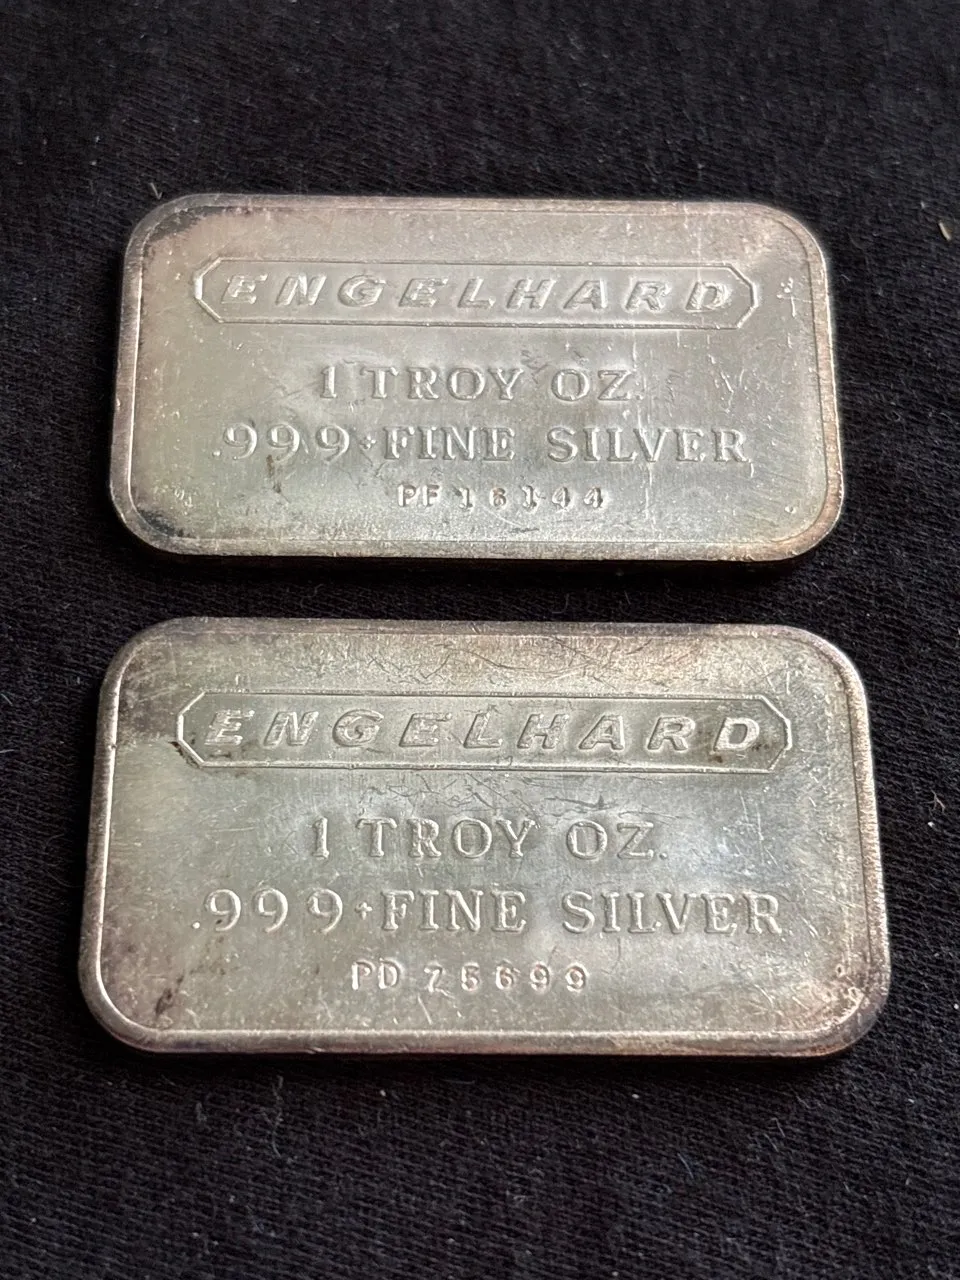 ENGELHARD
1 TROY OZ.
.999+FINE SILVER
PF 16144
ENGELHARD
1 TROY OZ.
.999+FINE SILVER
PD 75699